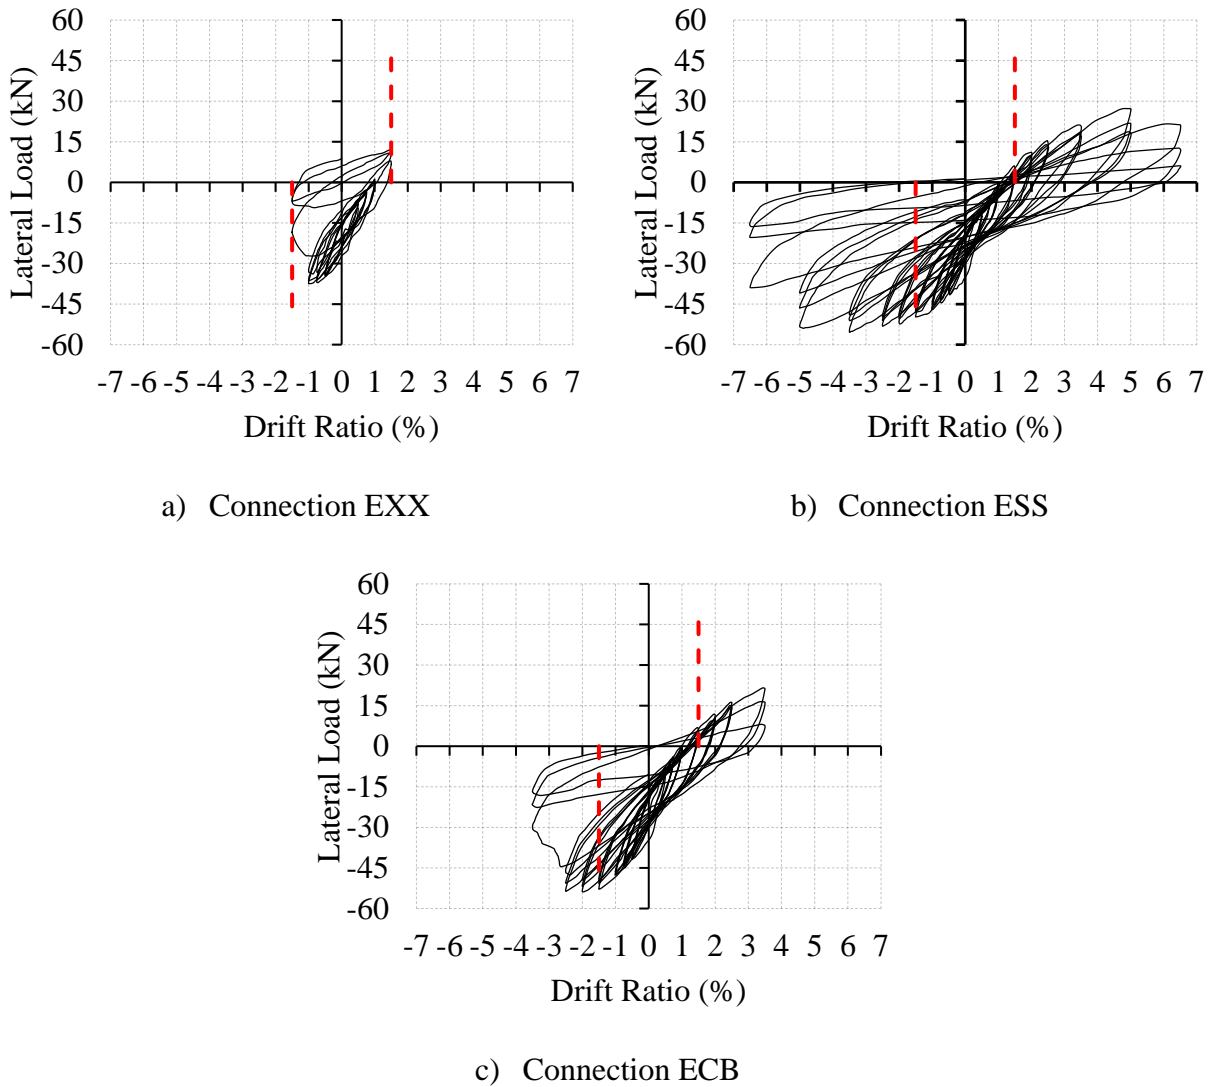 60
45
30
15
0
-15
-30
-45
-60
Lateral Load (kN)
-7 -6 -5 -4 -3 -2 -1 0 1 2 3 4 5 6 7
Drift Ratio (%)
a) Connection EXX
60
45
30
15
0
-15
-30
-45
-60
Lateral Load (kN)
-7 -6 -5 -4 -3 -2 -1 0 1 2 3 4 5 6 7
Drift Ratio (%)
b) Connection ESS
60
45
30
15
0
-15
-30
-45
-60
Lateral Load (kN)
-7 -6 -5 -4 -3 -2 -1 0 1 2 3 4 5 6 7
Drift Ratio (%)
c) Connection ECB